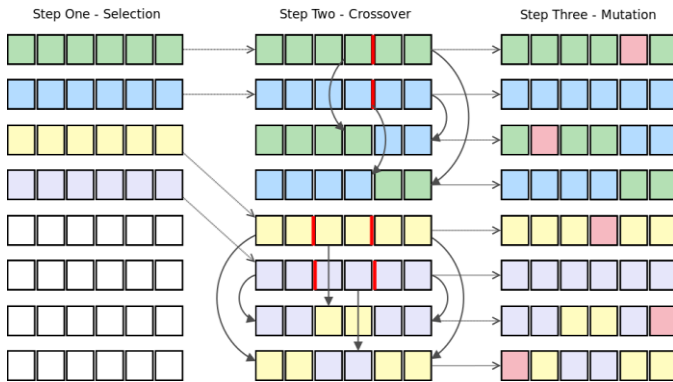 Step One - Selection
Step Two - Crossover
Step Three - Mutation